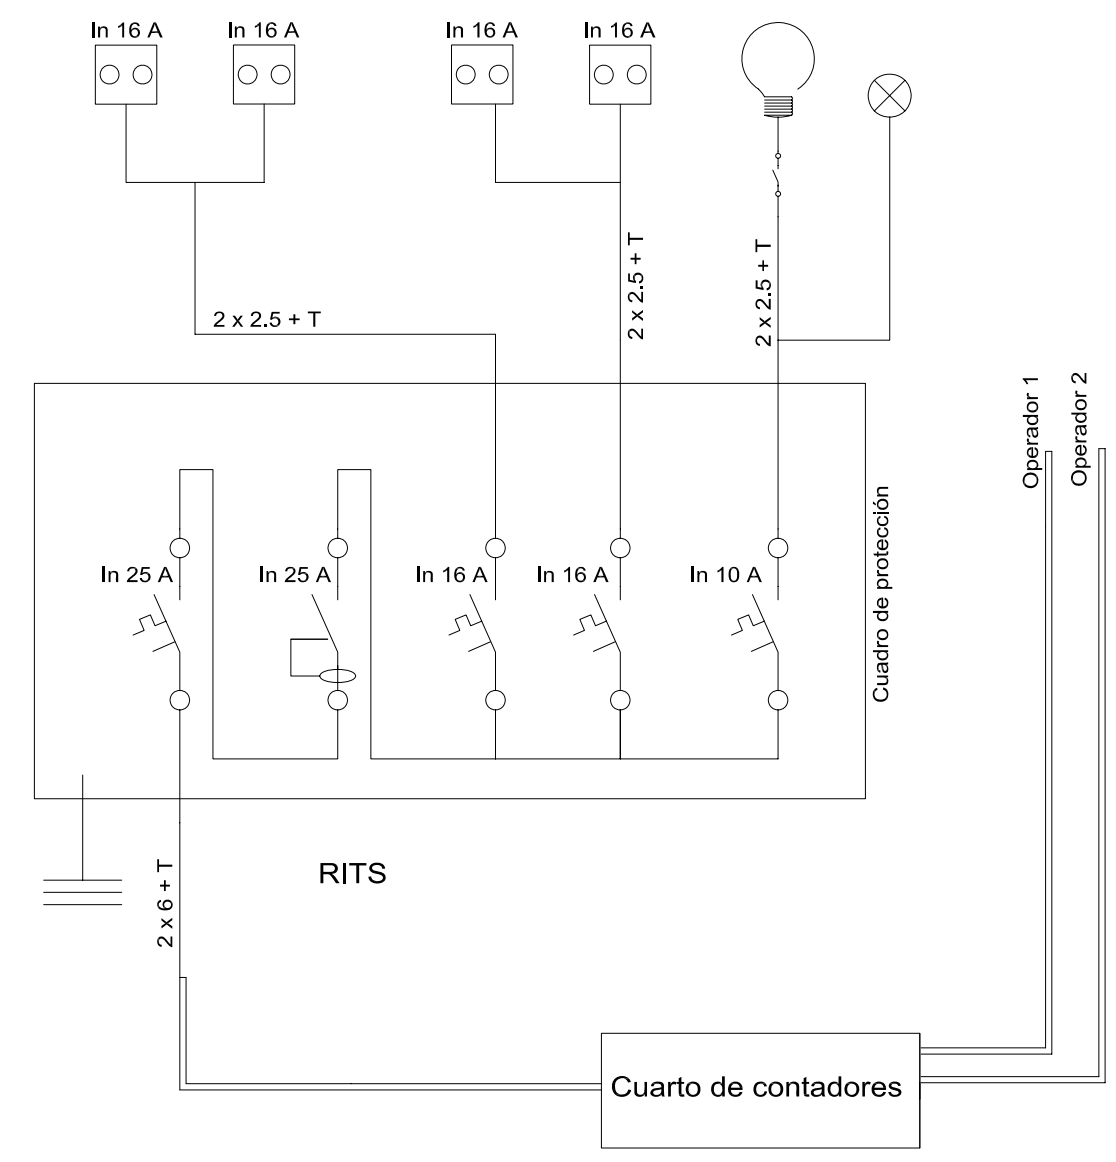 In 16 A
In 16 A
In 16 A
In 16 A
2 x 2.5 + T
2 x 2.5 + T
2 x 2.5 + T
Operador 1
Operador 2
Cuadro de protección
In 25 A
In 25 A
In 16 A
In 16 A
In 10 A
2 x 6 + T
RITS
Cuarto de contadores